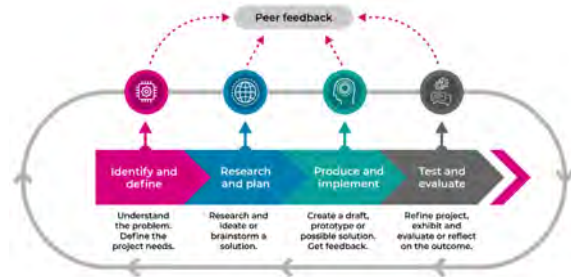 Peer feedback
Identify and
define
Research
and plan
Produce and
implement
Test and
evaluate
Understand
the problem.
Define the
project needs.
Research and
ideate or
brainstorm a
solution.
Create a draft,
prototype or
possible solution.
Get feedback.
Refine project,
exhibit and
evaluate or reflect
on the outcome.